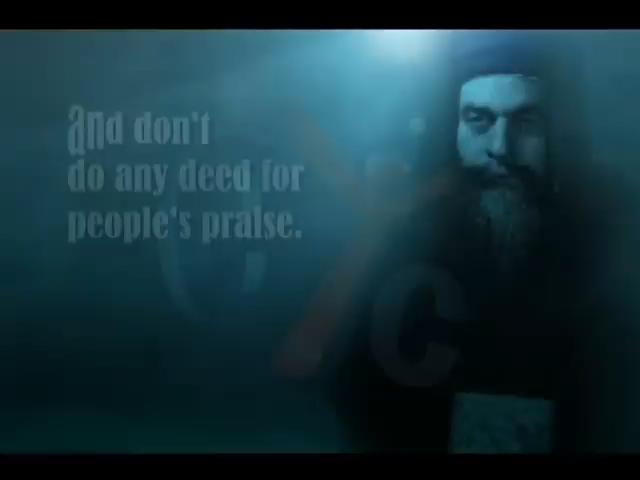 and don't
do any deed for
people's praise.
C
Y
C